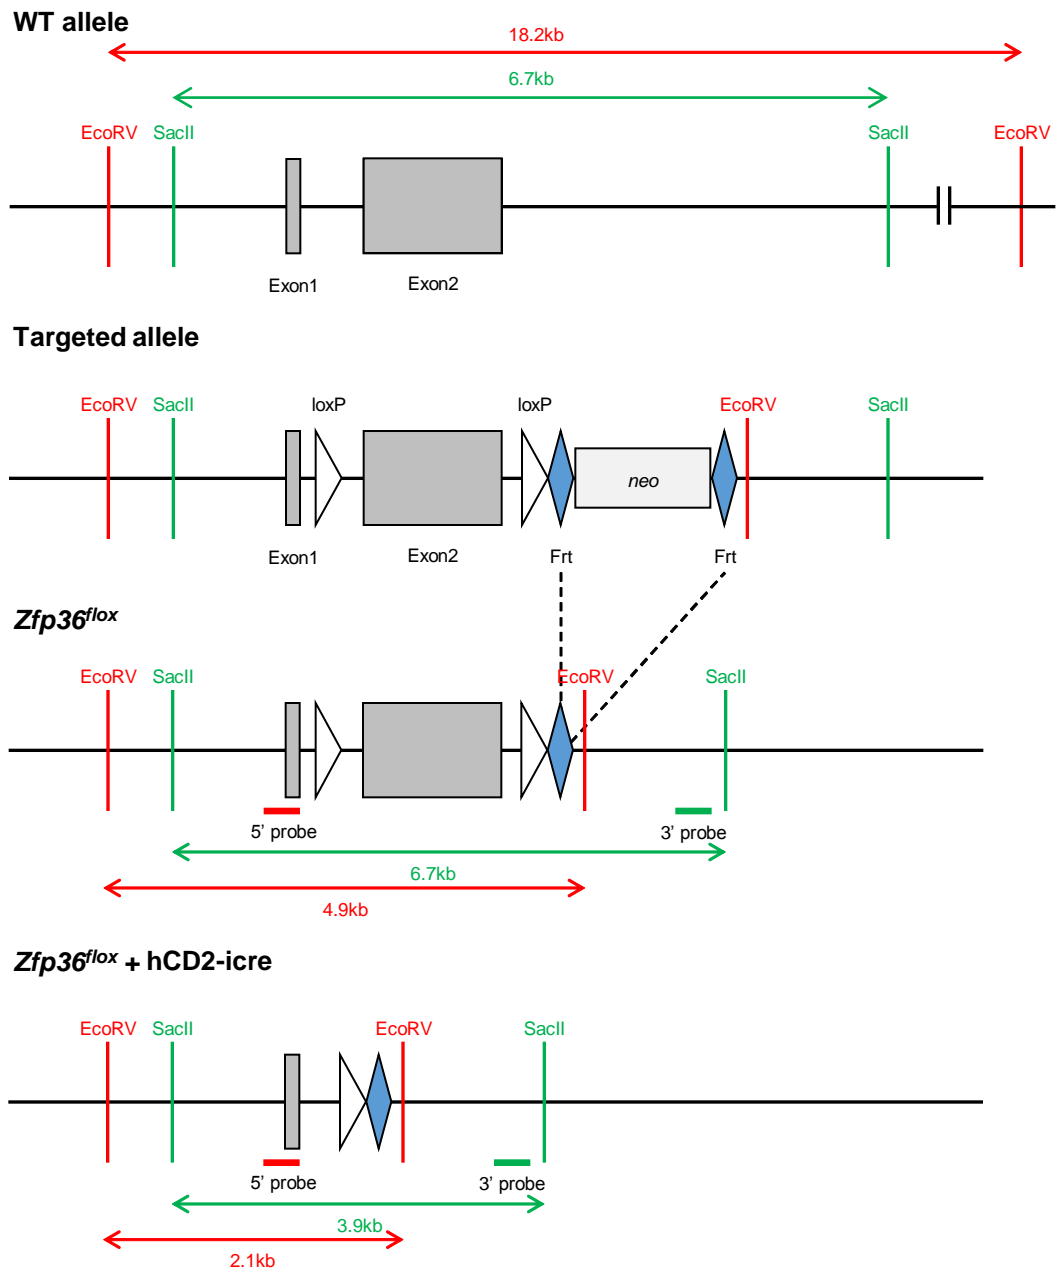 WT allele
18.2kb
6.7kb
EcoRV SacII SacII EcoRV
Exon1 Exon2
Targeted allele
EcoRV SacII loxP loxP EcoRV SacII
neo
Exon1 Exon2 Frt Frt
Zfp36flox
EcoRV SacII EcoRV SacII
5' probe 3' probe
6.7kb
4.9kb
Zfp36flox + hCD2-icre
EcoRV SacII EcoRV SacII
5' probe 3' probe
3.9kb
2.1kb